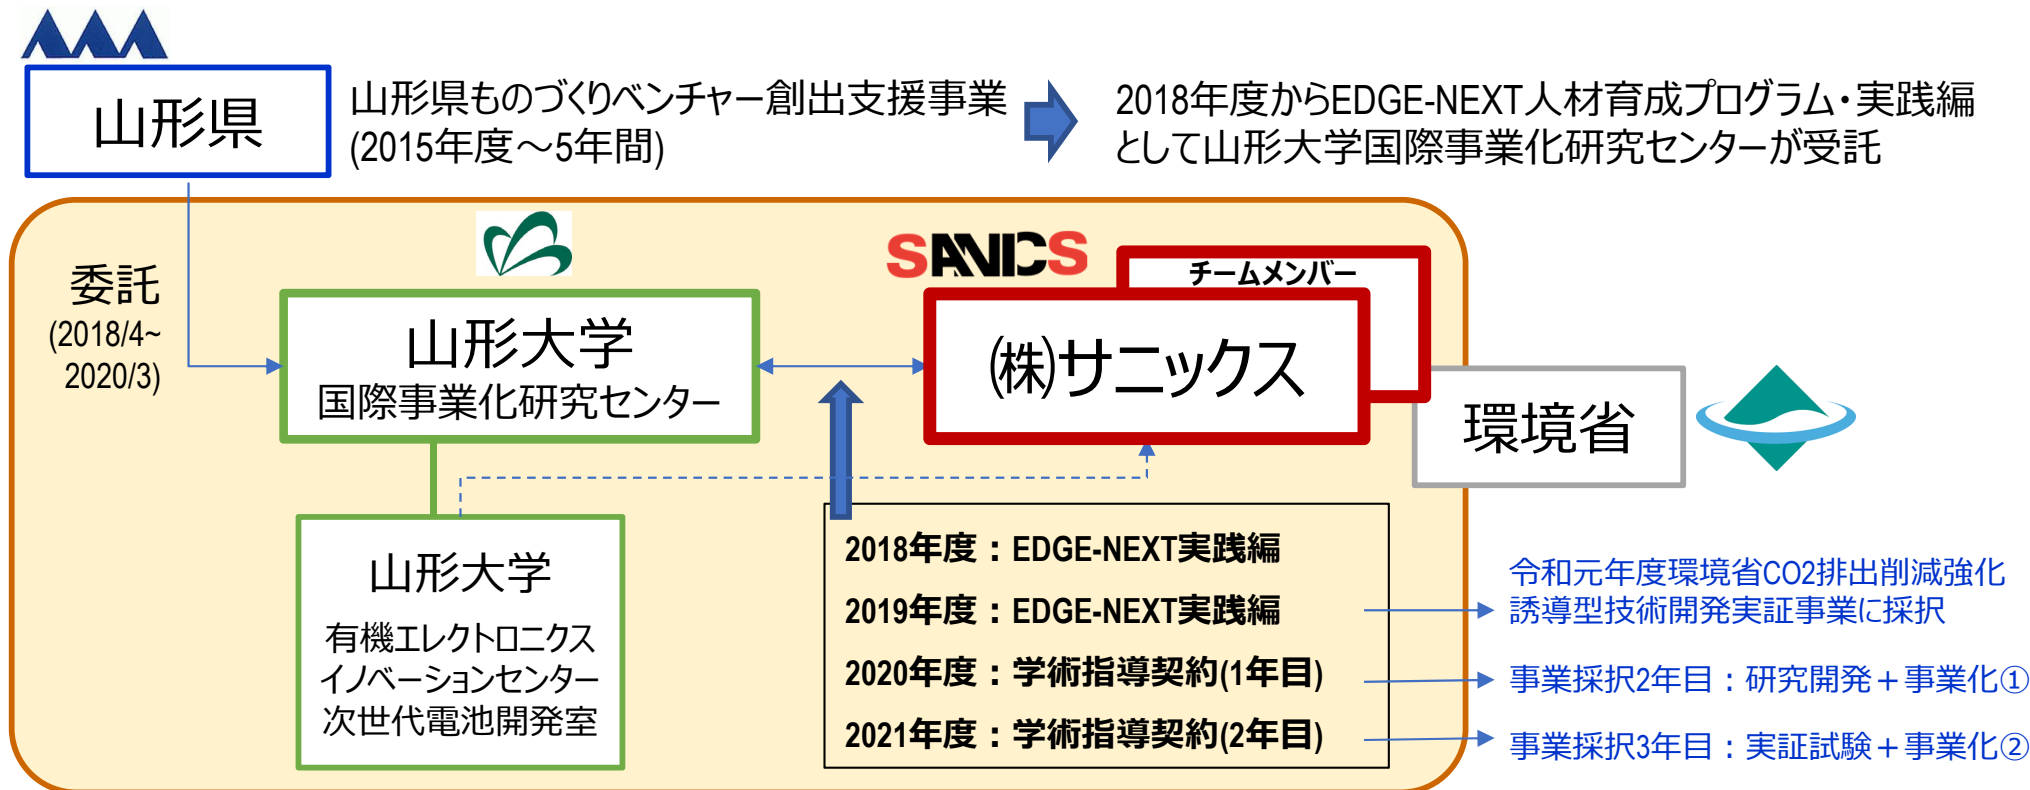 山形県
山形県ものづくりベンチャー創出支援事業
(2015年度～5年間)
2018年度からEDGE-NEXT人材育成プログラム・実践編
として山形大学国際事業化研究センターが受託
委託
(2018/4~
2020/3)
山形大学
国際事業化研究センター
SANICS
チームメンバー
㈱サニックス
環境省
山形大学
有機エレクトロニクス
イノベーションセンター
次世代電池開発室
2018年度：EDGE-NEXT実践編
2019年度：EDGE-NEXT実践編
2020年度：学術指導契約(1年目)
2021年度：学術指導契約(2年目)
令和元年度環境省CO2排出削減強化
誘導型技術開発実証事業に採択
事業採択2年目：研究開発＋事業化①
事業採択3年目：実証試験＋事業化②